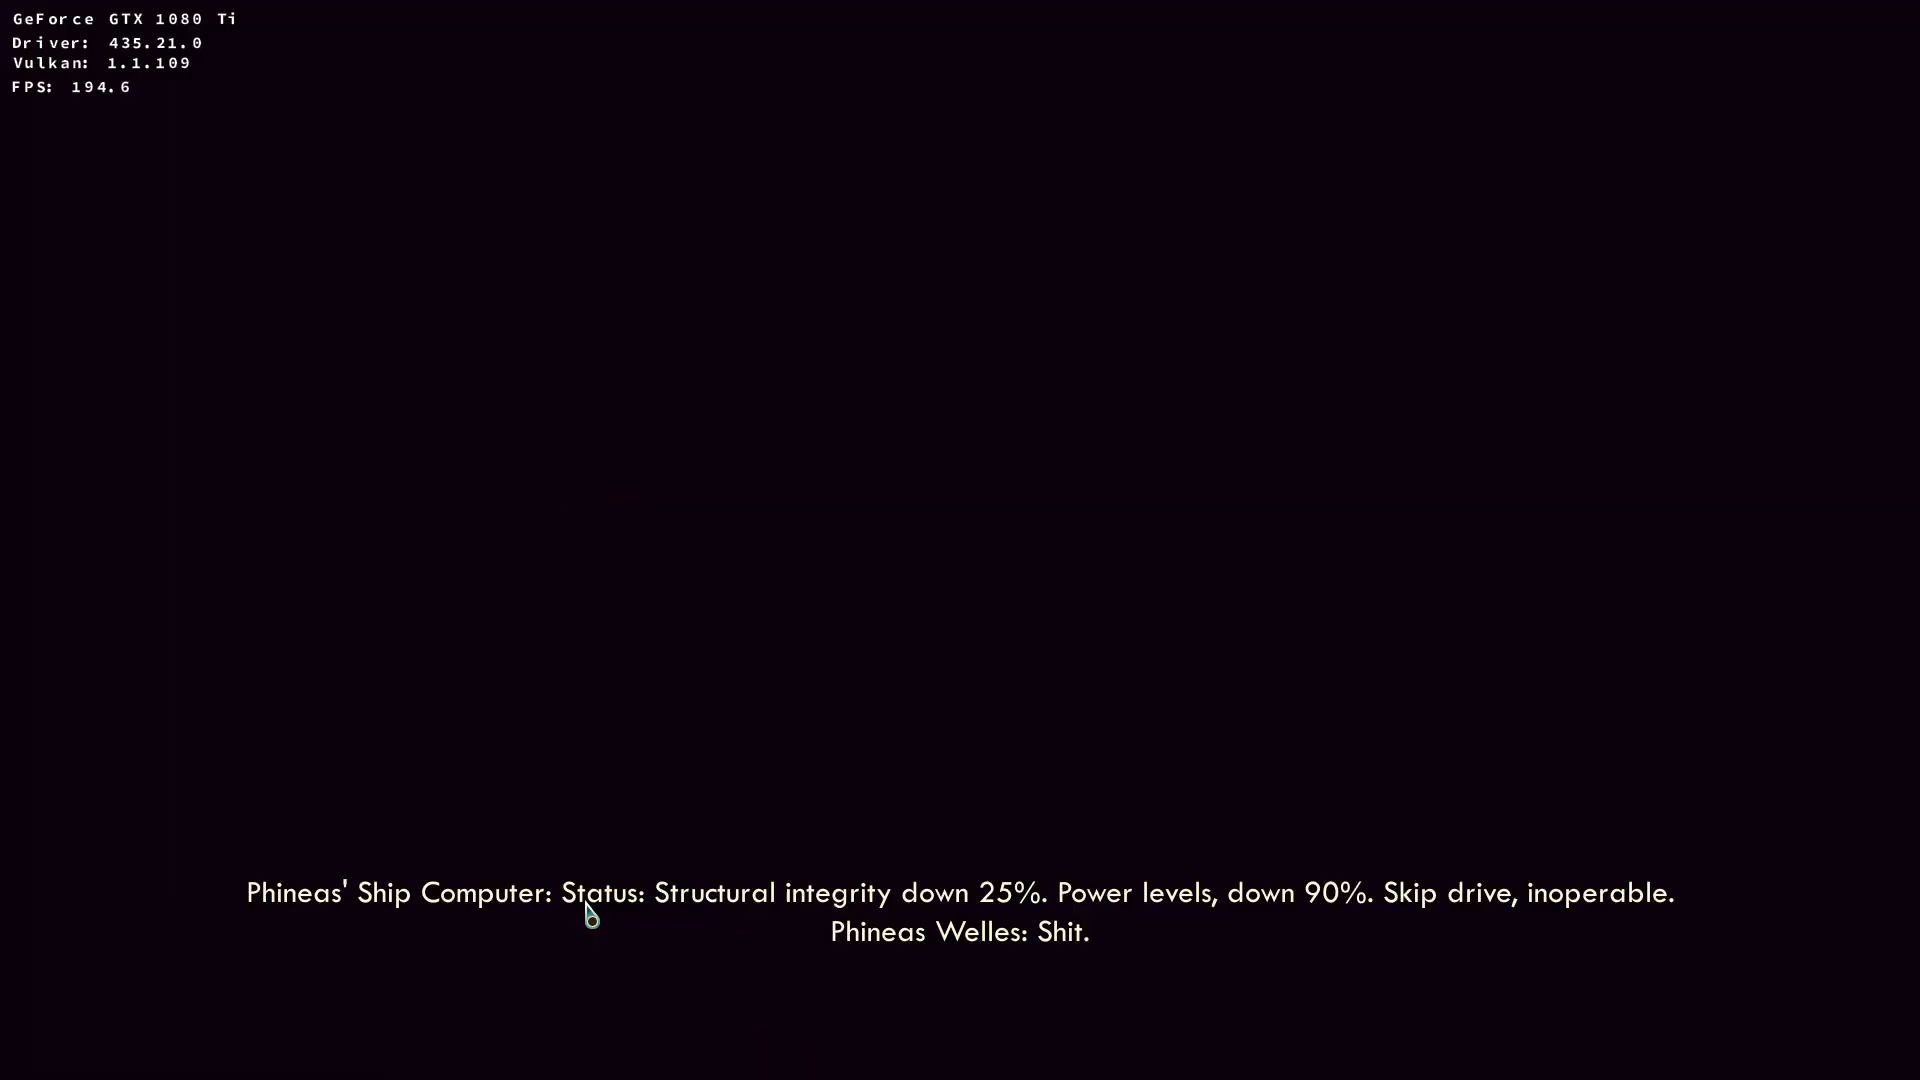 GeForce GTX 1080 Ti
Driver: 435.21.0
Vulkan: 1.1.109
FPS: 194.6
Phineas' Ship Computer: Status: Structural integrity down 25%. Power levels, down 90%. Skip drive, inoperable.
Phineas Welles: Shit.